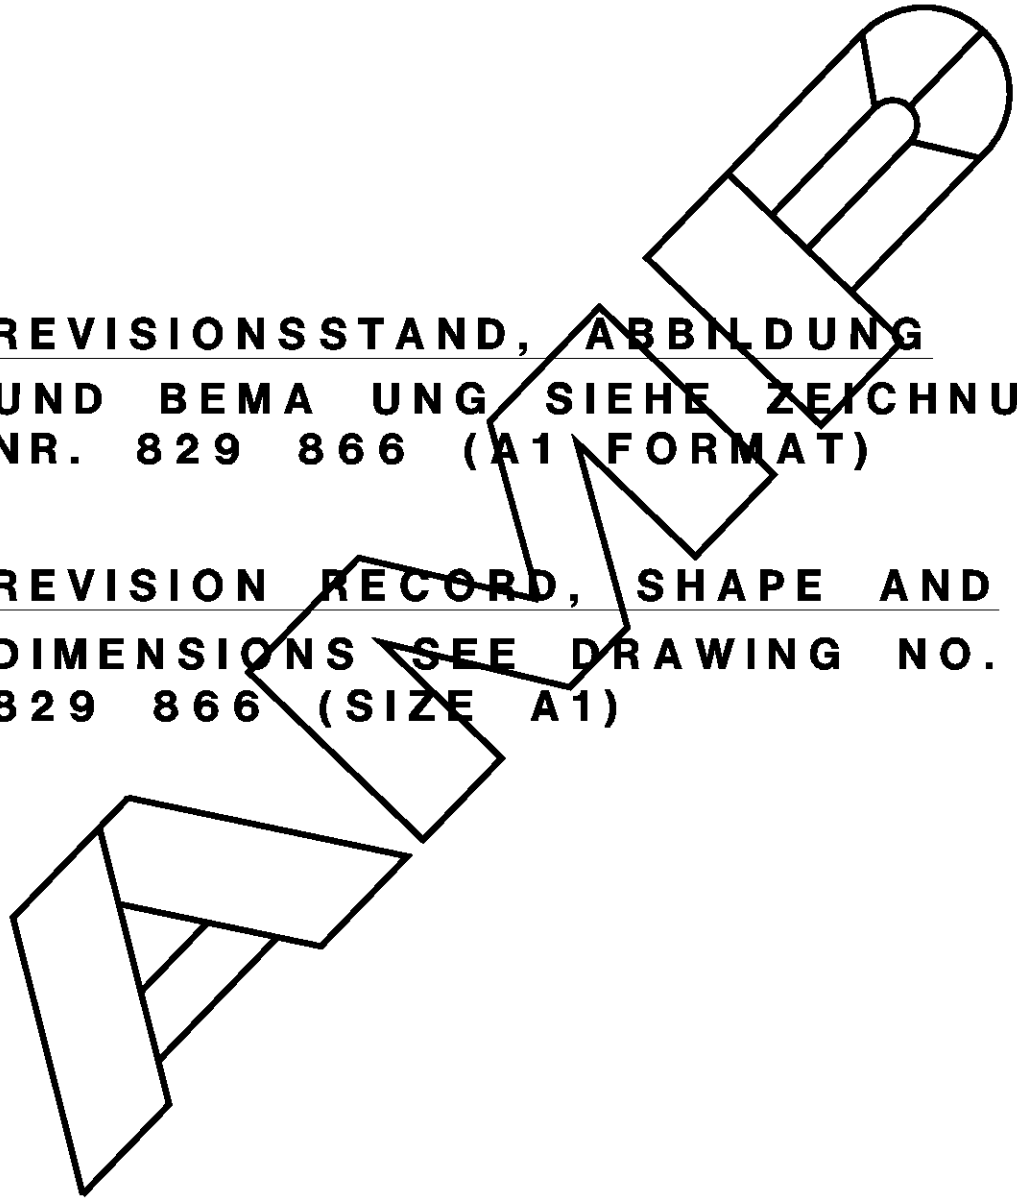 REVISIONSSTAND, ABBILDUNG
UND BEMA UNG SIEHE ZEICHNU
NR. 829 866 (A1 FORMAT)
REVISION RECORD, SHAPE AND
DIMENSIONS SEE DRAWING NO.
829 866 (SIZE A1)